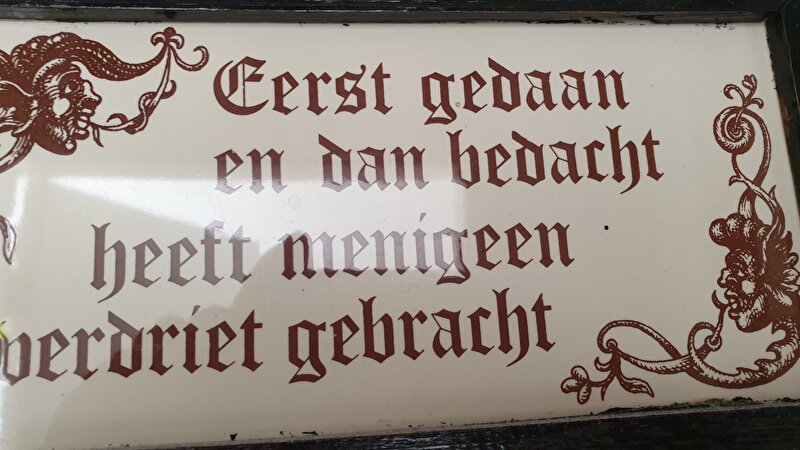 Eerst gedaan
en dan bedacht
heeft menigeen
verdriet gebracht